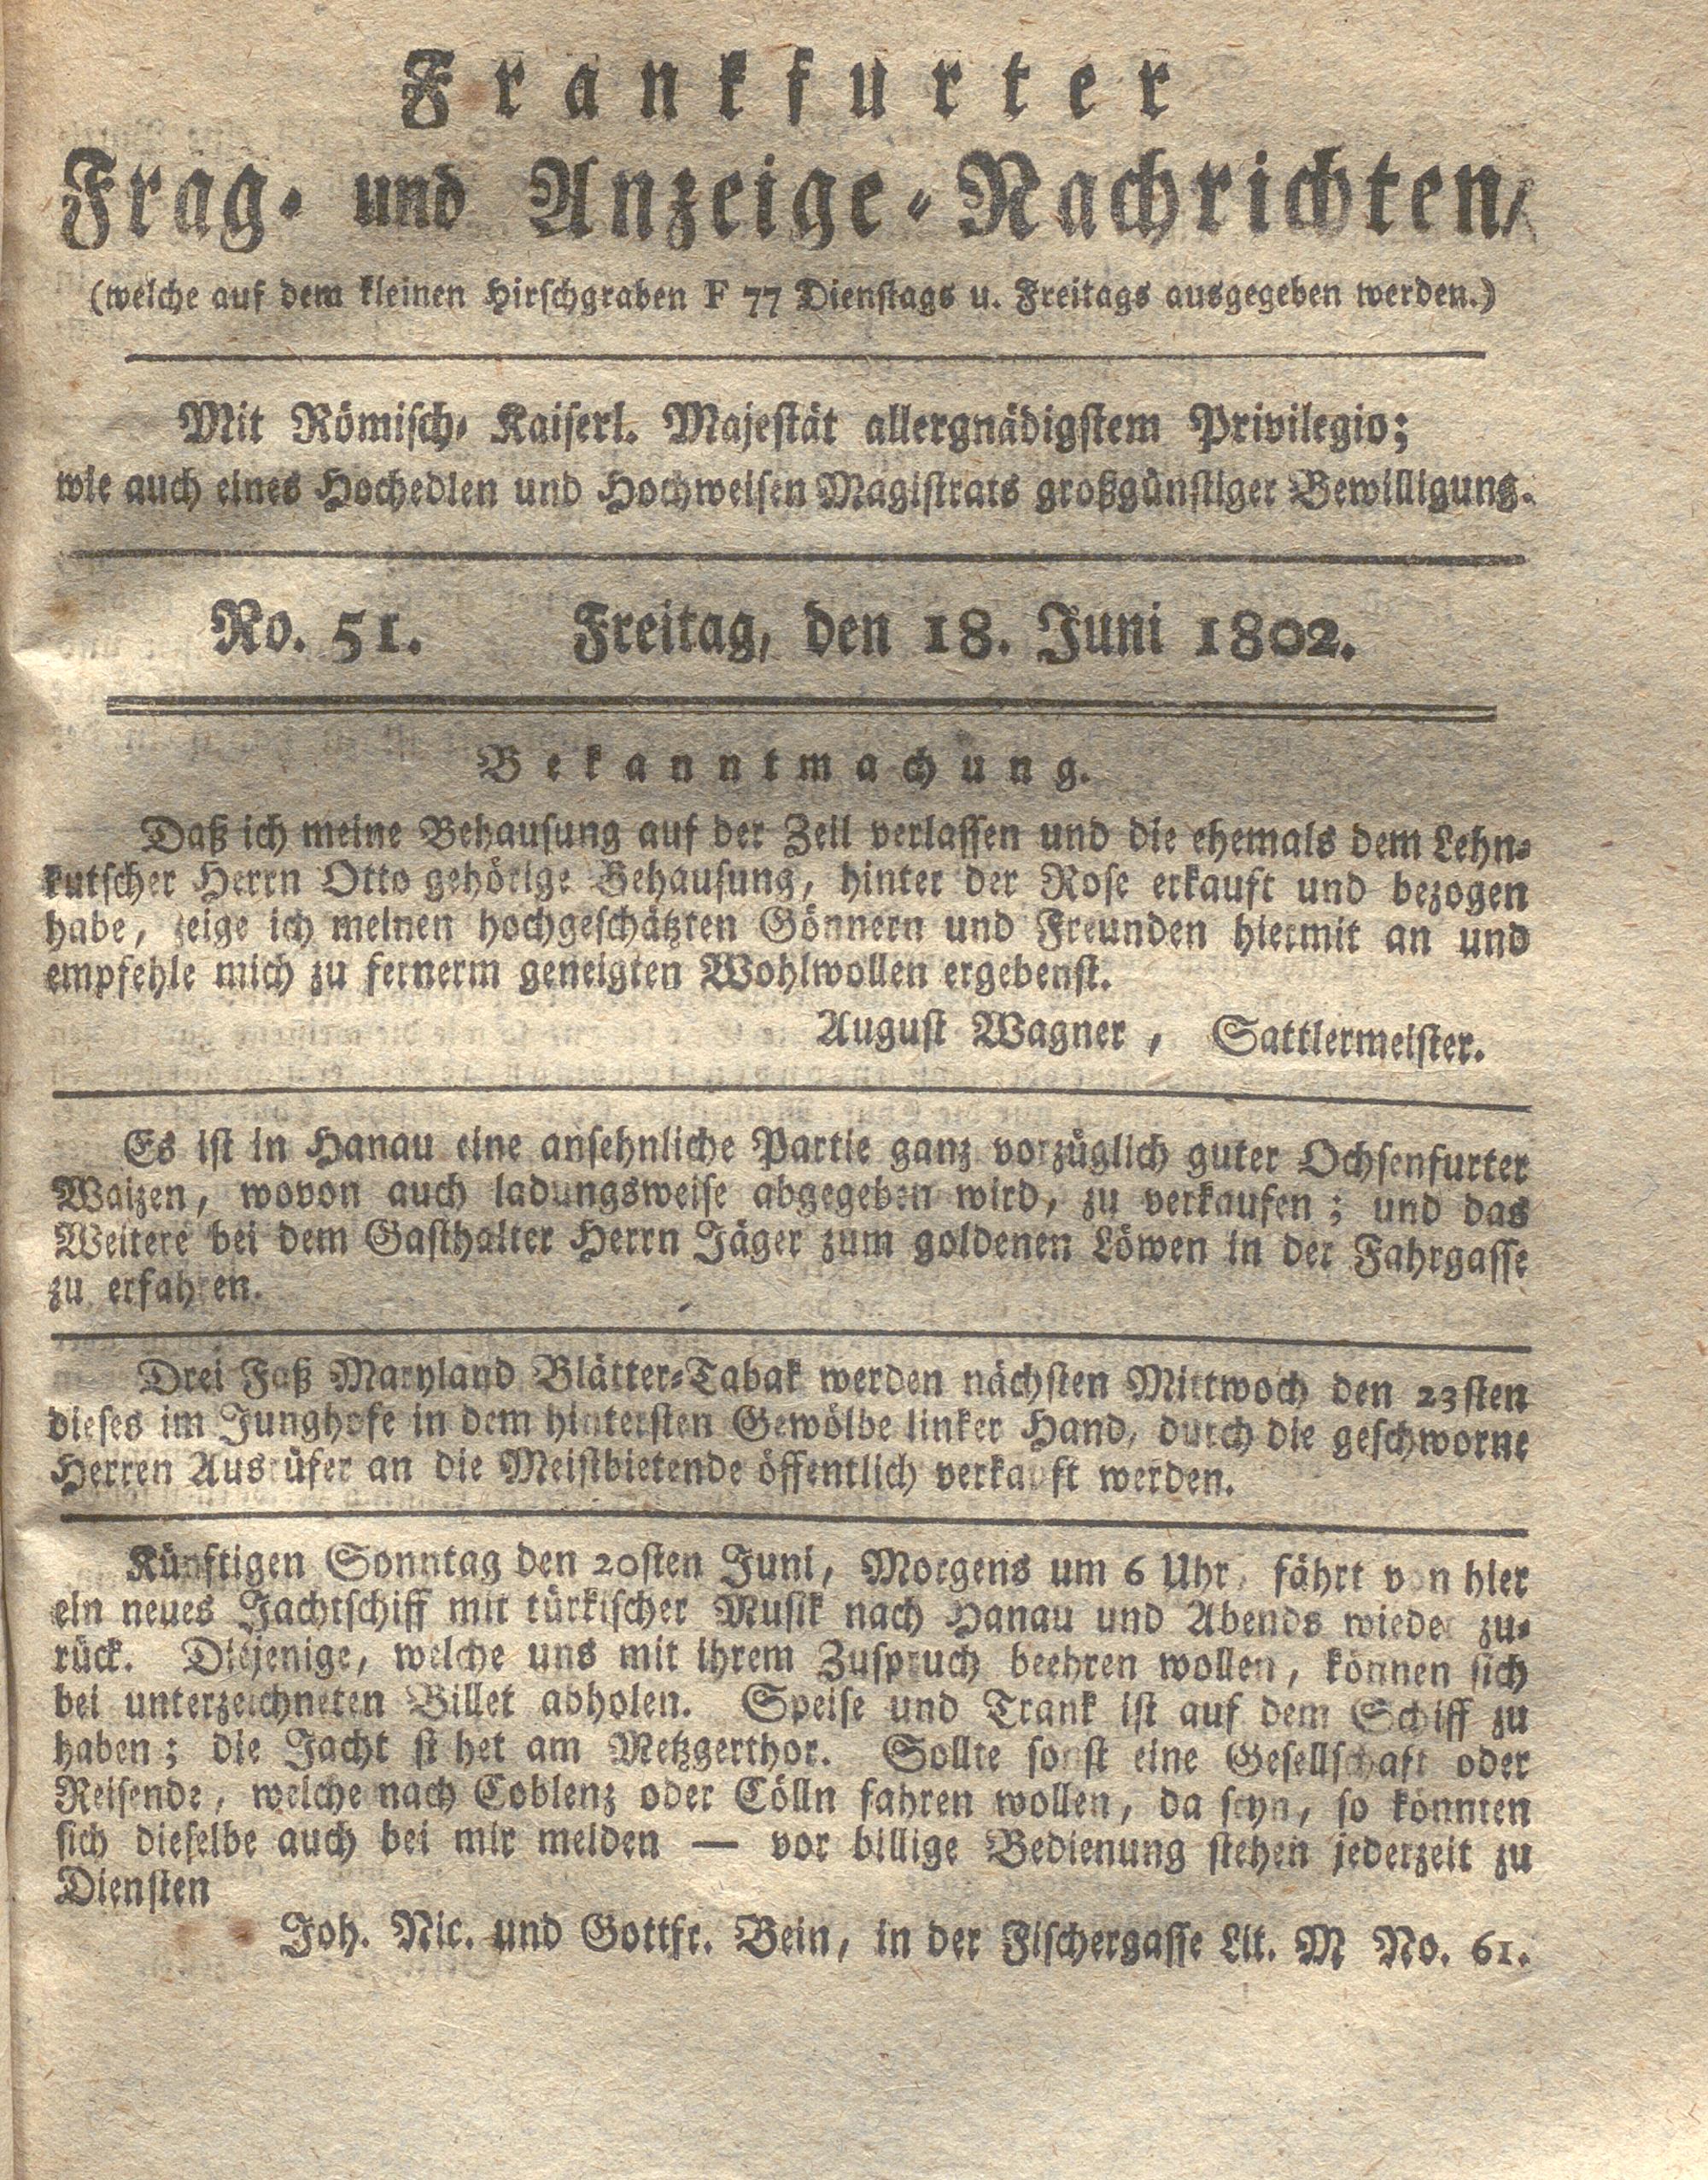 Frankfurter
Frag- und Anzeige-Nachrichten,
(welche auf dem kleinen Hirschgraben F 77 Dienstags u. Freitags ausgegeben werden.)
Mit Römisch- Kaiserl. Majestät allergnädigstem Privilegio;
wie auch eines Hochedlen und Hochweisen Magistrats großgünstiger Bewilligung.
No. 51. Freitag, den 18. Juni 1802.
Bekanntmachung.
Daß ich meine Behausung auf der Zeil verlassen und die ehemals dem Lehn-
kutscher Herrn Otto gehörige Behausung, hinter der Rose erkauft und bezogen
habe, zeige ich meinen hochgeschätzten Gönnern und Freunden hiermit an und
empfehle mich zu fernerm geneigten Wohlwollen ergebenst.
August Wagner, Sattlermeister.
Es ist in Hanau eine ansehnliche Partie ganz vorzüglich guter Ochsenfurter
Waizen, wovon auch ladungsweise abgegeben wird, zu verkaufen; und das
Weitere bei dem Gasthalter Herrn Jäger zum goldenen Löwen in der Fahrgasse
zu erfahren.
Drei Faß Maryland Blätter-Tabak werden nächsten Mittwoch den 23sten
dieses im Junghofe in dem hintersten Gewölbe linker Hand, durch die geschworne
Herren Ausrüfer an die Meistbietende öffentlich verkauft werden.
Künftigen Sonntag den 20sten Juni, Morgens um 6 Uhr, fährt von hier
ein neues Jachtschiff mit türkischer Musik nach Hanau und Abends wieder zu-
rück. Diejenige, welche uns mit ihrem Zuspruch beehren wollen, können sich
bei unterzeichneten Billet abholen. Speise und Trank ist auf dem Schiff zu
haben; die Jacht stehet am Metzgerthor. Sollte sonst eine Gesellschaft oder
Reisende, welche nach Coblenz oder Cölln fahren wollen, da seyn, so könnten
sich dieselbe auch bei mir melden — vor billige Bedienung stehen jederzeit zu
Diensten
Joh. Nic. und Gottfr. Bein, in der Fischergasse Lit. M No. 61.